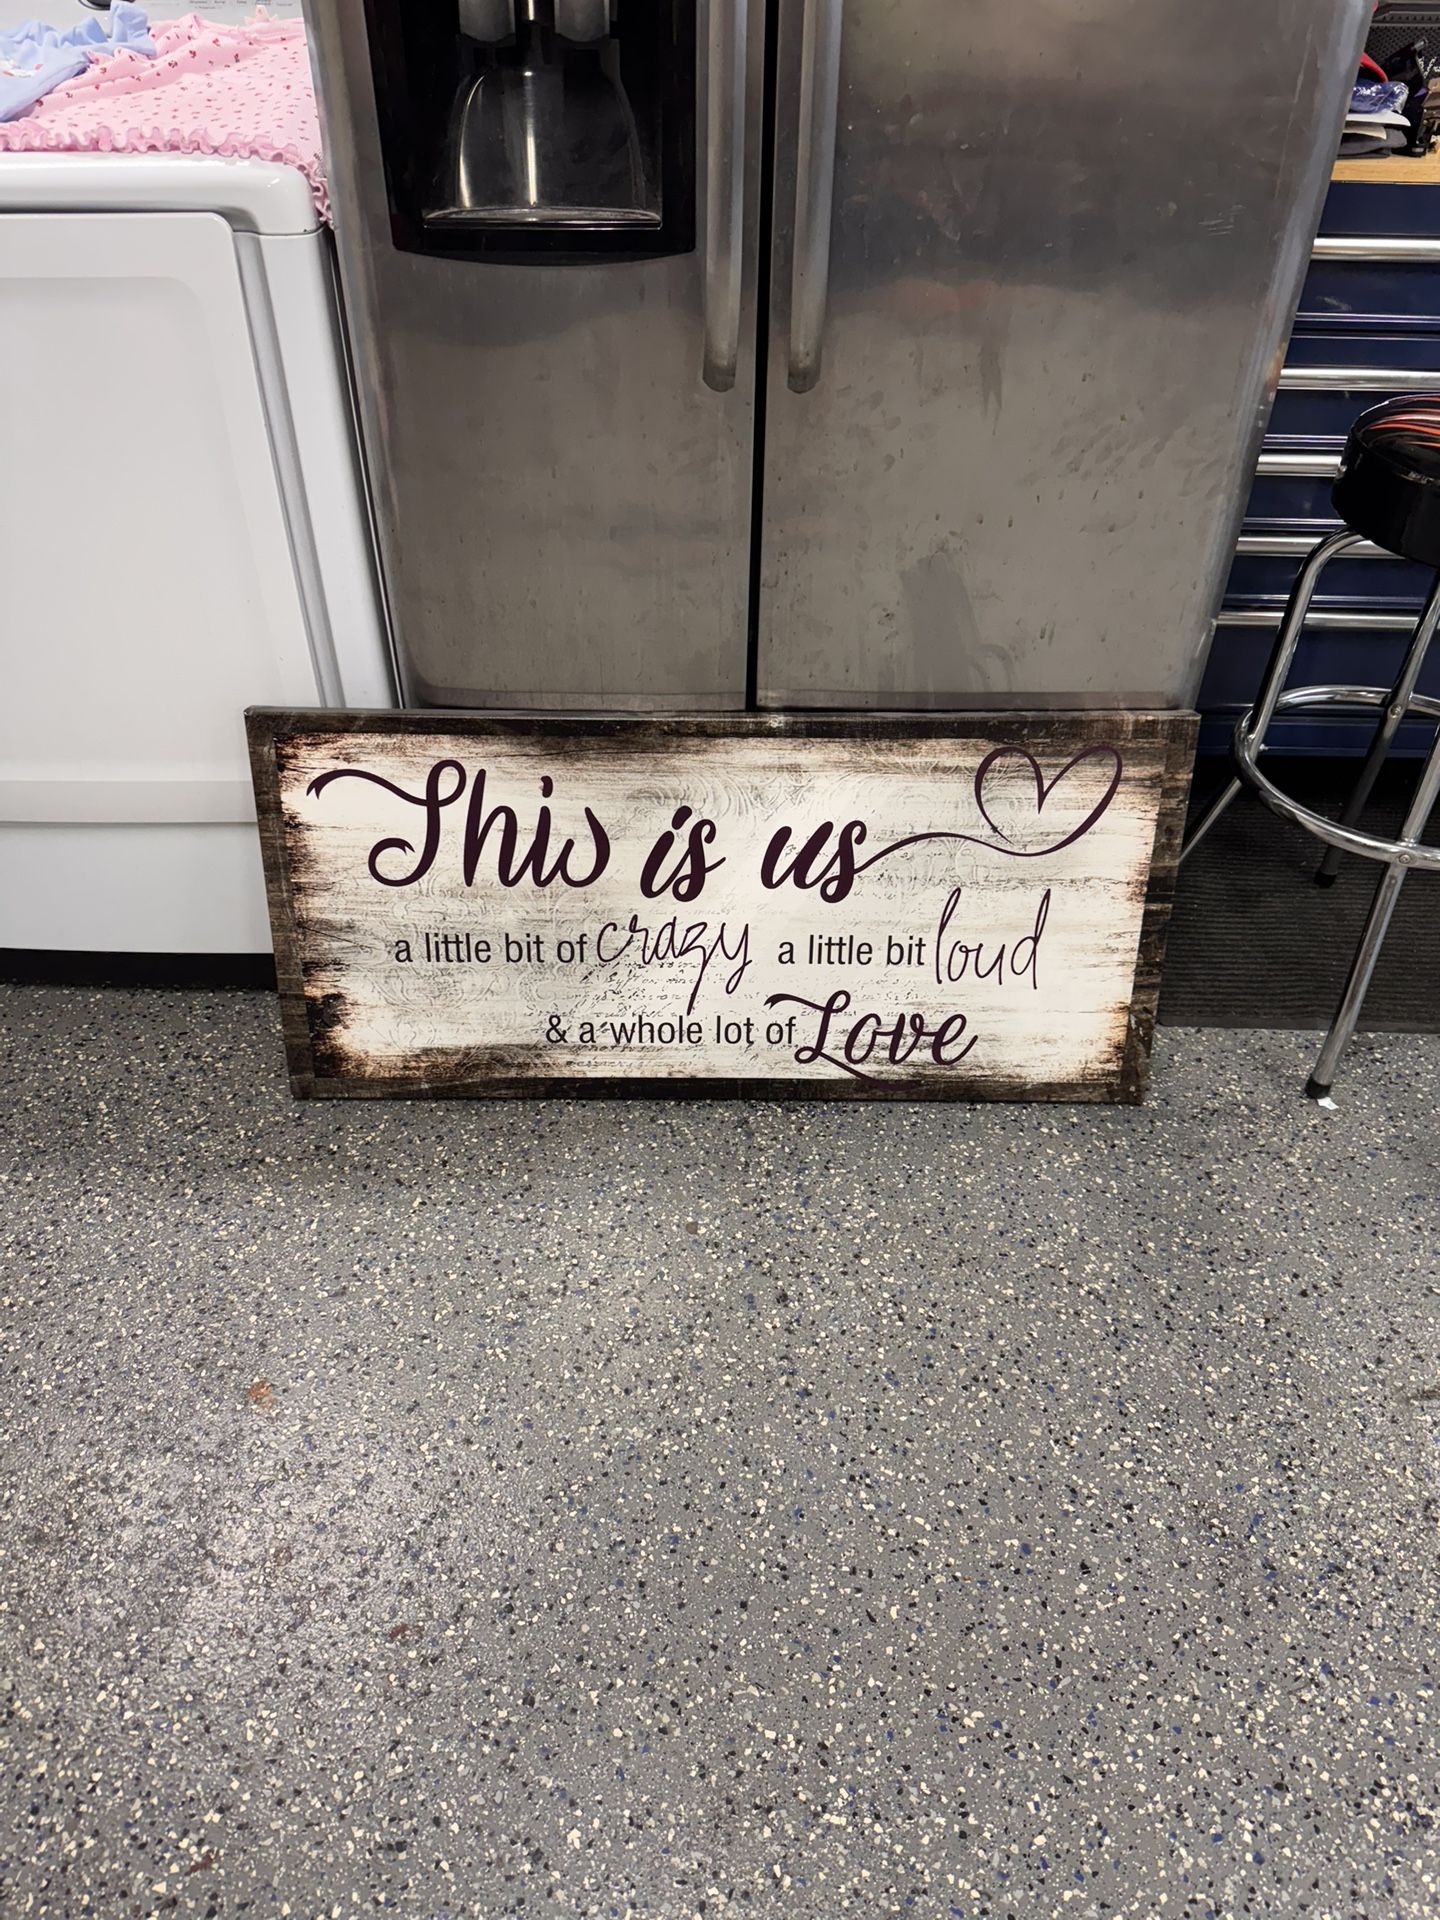 This is us
a little bit of crazy a little bit loud
& a whole lot of Love